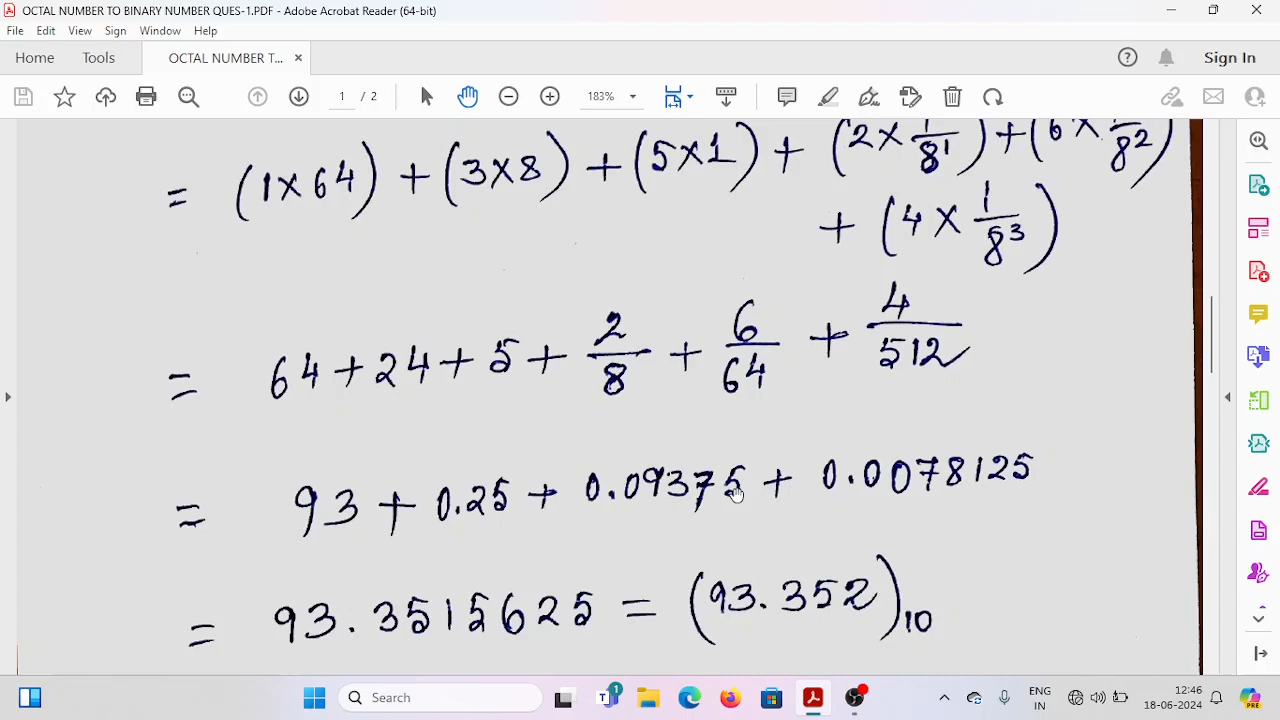 OCTAL NUMBER TO BINARY NUMBER QUES-1.PDF - Adobe Acrobat Reader (64-bit)
File Edit View Sign Window Help
Home Tools OCTAL NUMBER T... × Sign In
1 / 2 183%
= (1×64) + (3×8) + (5×1) + (2×1/8¹) + (6×1/8²)
+ (4×1/8³)
= 64+24+5+2/8+6/64+4/512
= 93 + 0.25 + 0.09375 + 0.0078125
= 93.3515625 = (93.352)₁₀
Search
1
ENG
IN
12:46
18-06-2024
PRE